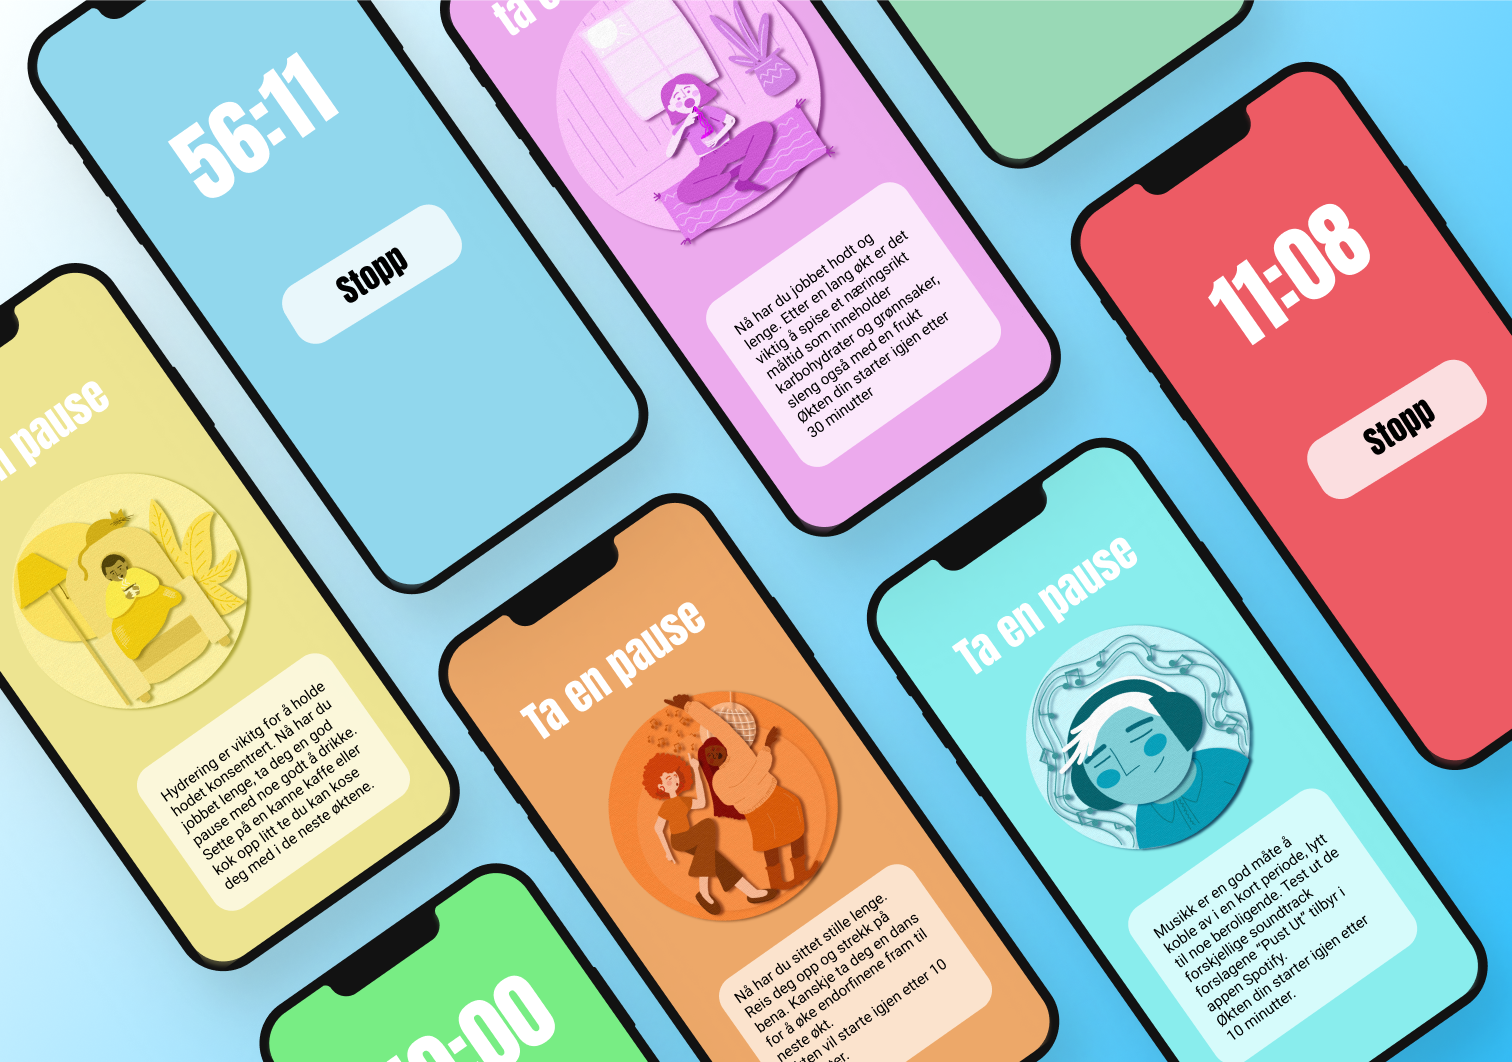 56:11
Stopp
ta e
Nå har du jobbet hodt og
lenge. Etter en lang økt er det
viktig å spise et næringsrikt
måltid som inneholder
karbohydrater og grønnsaker,
sleng også med en frukt
Økten din starter igjen etter
30 minutter
11:08
Stopp
n pause
Hydrering er vikitg for å holde
hodet konsentrert. Nå har du
jobbet lenge, ta deg en god
pause med noe godt å drikke.
Sette på en kanne kaffe eller
kok opp litt te du kan kose
deg med i de neste øktene.
Ta en pause
Nå har du sittet stille lenge.
Reis deg opp og strekk på
bena. Kanskje ta deg en dans
for å øke endorfinene fram til
neste økt.
kten vil starte igjen etter 10
ter.
Ta en pause
Musikk er en god måte å
koble av i en kort periode, lytt
til noe beroligende. Test ut de
forskjellige soundtrack
forslagene "Pust Ut" tilbyr i
appen Spotify.
Økten din starter igjen etter
10 minutter.
0:00